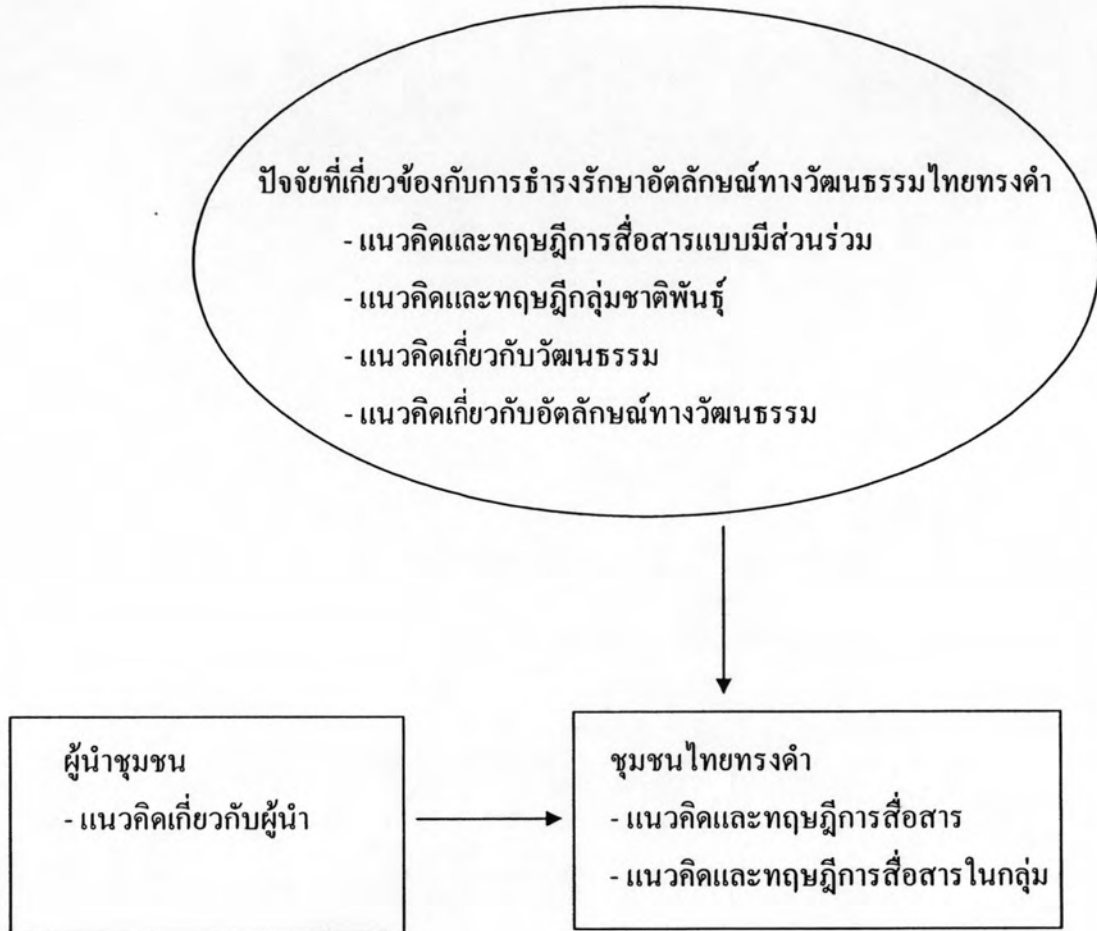 ปัจจัยที่เกี่ยวข้องกับการธำรงรักษาอัตลักษณ์ทางวัฒนธรรมไทยทรงดำ
- แนวคิดและทฤษฎีการสื่อสารแบบมีส่วนร่วม
- แนวคิดและทฤษฎีกลุ่มชาติพันธุ์
- แนวคิดเกี่ยวกับวัฒนธรรม
- แนวคิดเกี่ยวกับอัตลักษณ์ทางวัฒนธรรม
ผู้นำชุมชน
- แนวคิดเกี่ยวกับผู้นำ
ชุมชนไทยทรงดำ
- แนวคิดและทฤษฎีการสื่อสาร
- แนวคิดและทฤษฎีการสื่อสารในกลุ่ม